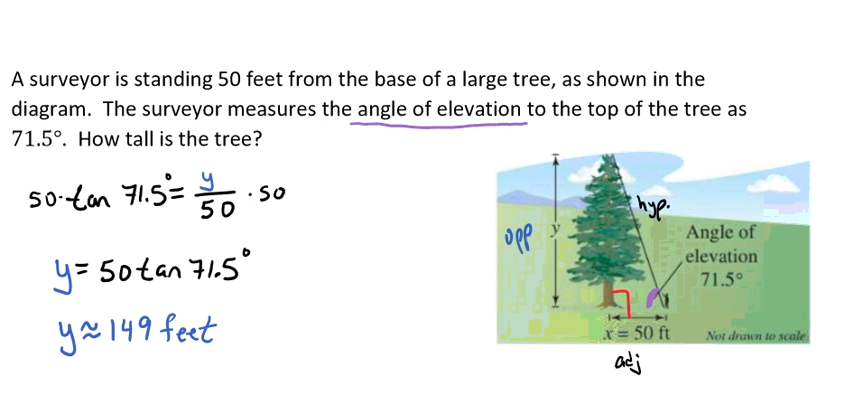 A surveyor is standing 50 feet from the base of a large tree, as shown in the
diagram. The surveyor measures the angle of elevation to the top of the tree as
71.5°. How tall is the tree?
50·tan 71.5° = y/50 · 50
y = 50 tan 71.5°
y ≈ 149 feet
hyp.
opp y
Angle of
elevation
71.5°
x = 50 ft
Not drawn to scale
adj